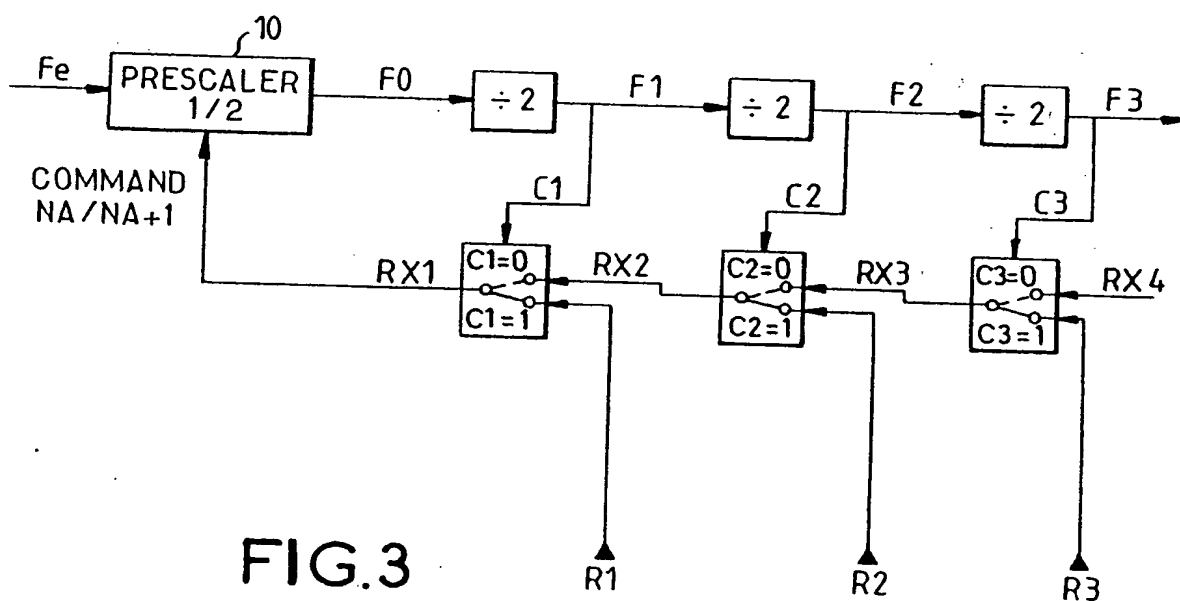 10
Fe
PRESCALER
1/2
F0
÷ 2
F1
÷ 2
F2
÷ 2
F3
COMMAND
NA/NA+1
C1
C2
C3
RX1
C1=0
C1=1
RX2
C2=0
C2=1
RX3
C3=0
C3=1
RX4
FIG.3
R1
R2
R3